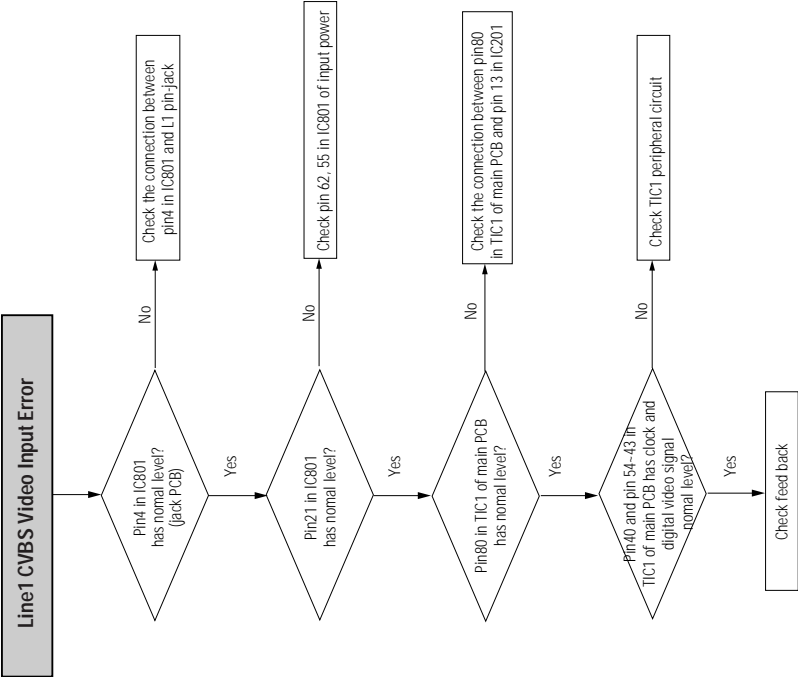 Line1 CVBS Video Input Error
Pin4 in IC801
has normal level?
(jack PCB)
No
Check the connection between
pin4 in IC801 and L1 pin-jack
Yes
Pin21 in IC801
has nomal level?
No
Check pin 62, 55 in IC801 of input power
Yes
Pin80 in TIC1 of main PCB
has nomal level?
No
Check the connection between pin80
in TIC1 of main PCB and pin 13 in IC201
Yes
Pin40 and pin 54~43 in
TIC1 of main PCB has clock and
digital video signal
nomal level?
No
Check TIC1 peripheral circuit
Yes
Check feed back